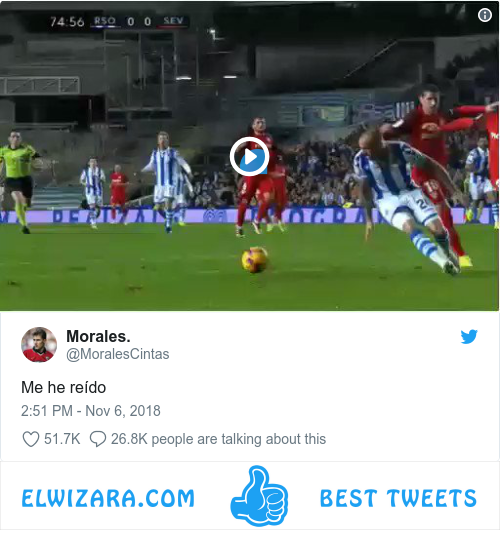 74:56 RSO 0 0 SEV
Morales.
@MoralesCintas
Me he reído
2:51 PM - Nov 6, 2018
51.7K 26.8K people are talking about this
ELWIZARA.COM BEST TWEETS